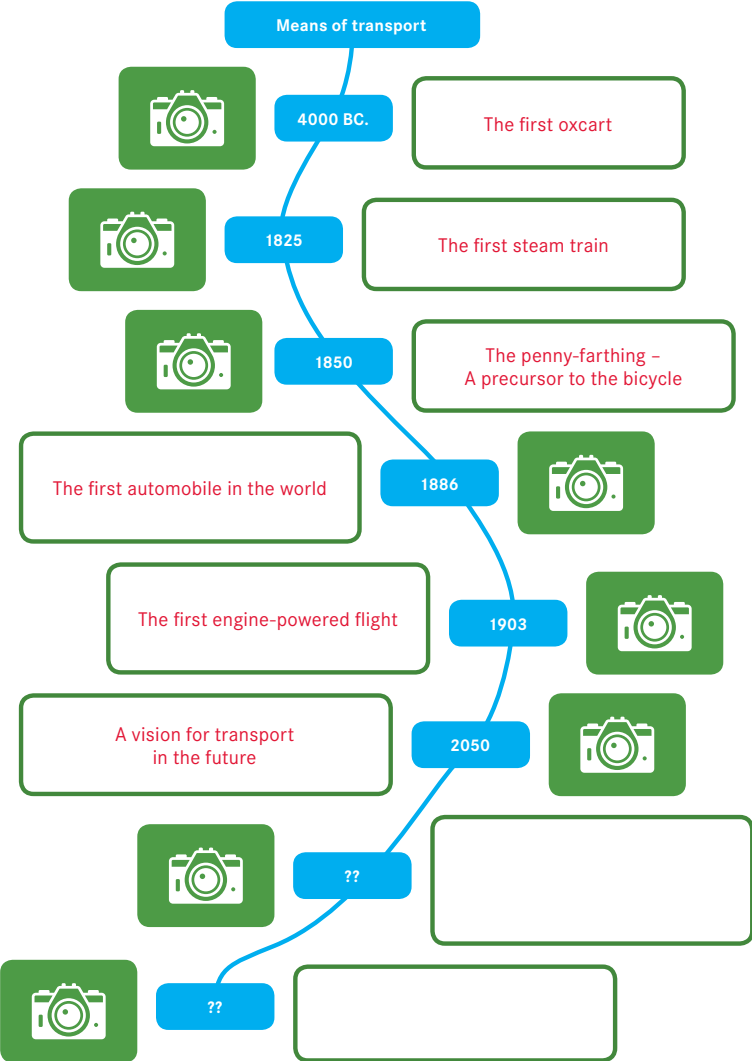 Means of transport
4000 BC.
The first oxcart
1825
The first steam train
1850
The penny-farthing –
A precursor to the bicycle
The first automobile in the world
1886
The first engine-powered flight
1903
A vision for transport
in the future
2050
??
??